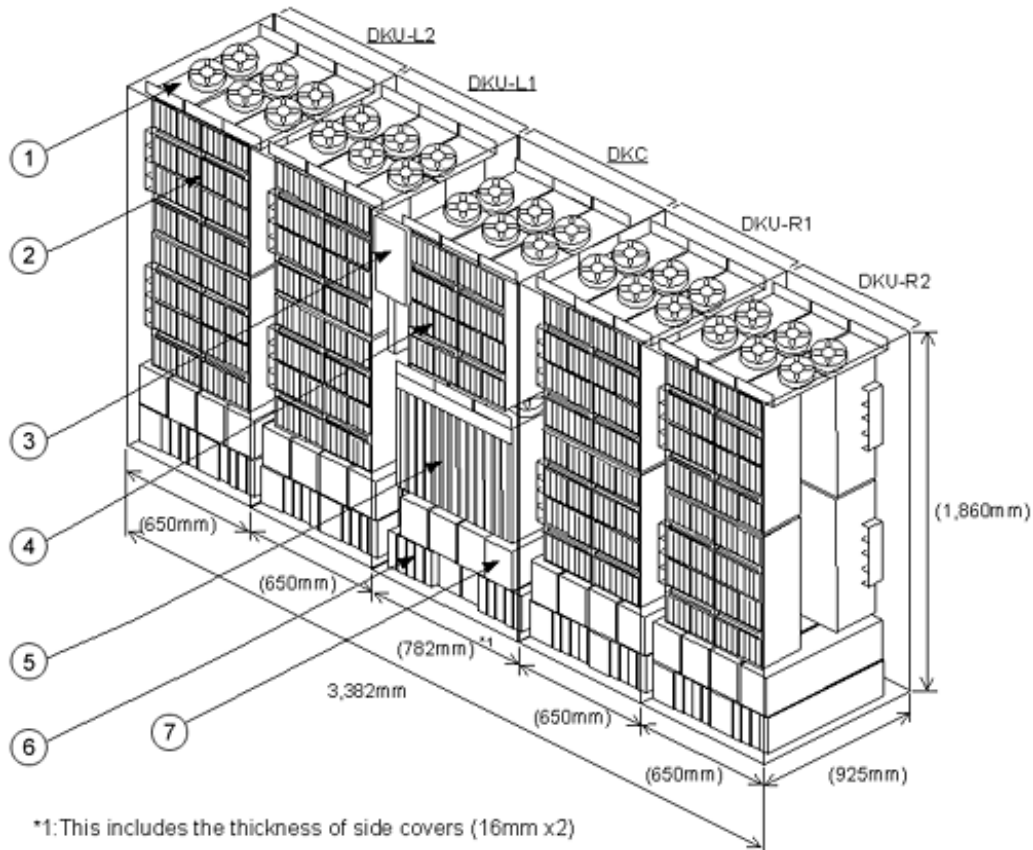 DKU-L2
DKU-L1
DKC
DKU-R1
DKU-R2
1
2
3
4
5
6
7
(650mm)
(650mm)
(782mm) *1
3,382mm
(650mm)
(650mm)
(925mm)
(1,860mm)
*1:This includes the thickness of side covers (16mm x2)